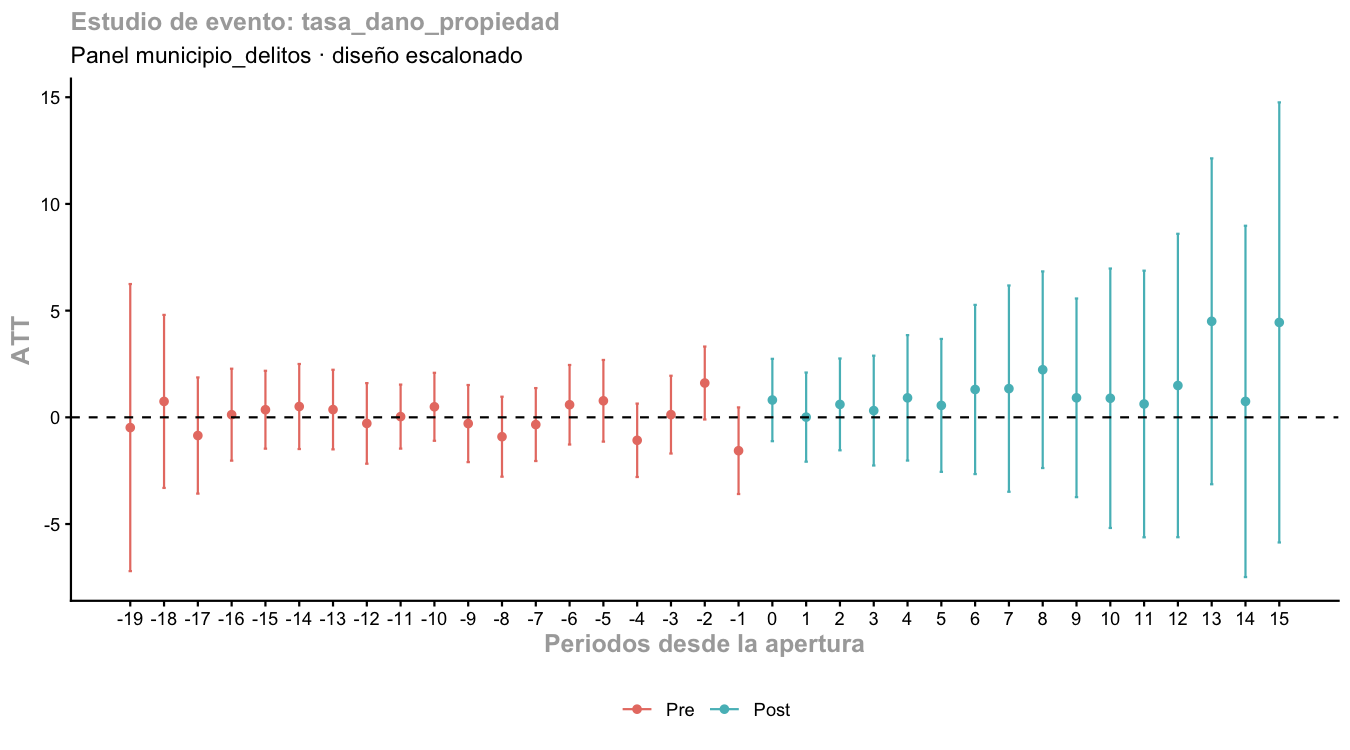 Estudio de evento: tasa_dano_propiedad
Panel municipio_delitos · diseño escalonado
ATT
15
10
5
0
-5
-19 -18 -17 -16 -15 -14 -13 -12 -11 -10 -9 -8 -7 -6 -5 -4 -3 -2 -1 0 1 2 3 4 5 6 7 8 9 10 11 12 13 14 15
Periodos desde la apertura
Pre Post